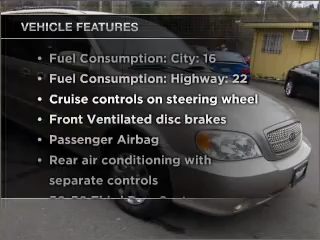 VEHICLE FEATURES
• Fuel Consumption: City: 16
• Fuel Consumption: Highway: 22
• Cruise controls on steering wheel
• Front Ventilated disc brakes
• Passenger Airbag
• Rear air conditioning with
separate controls